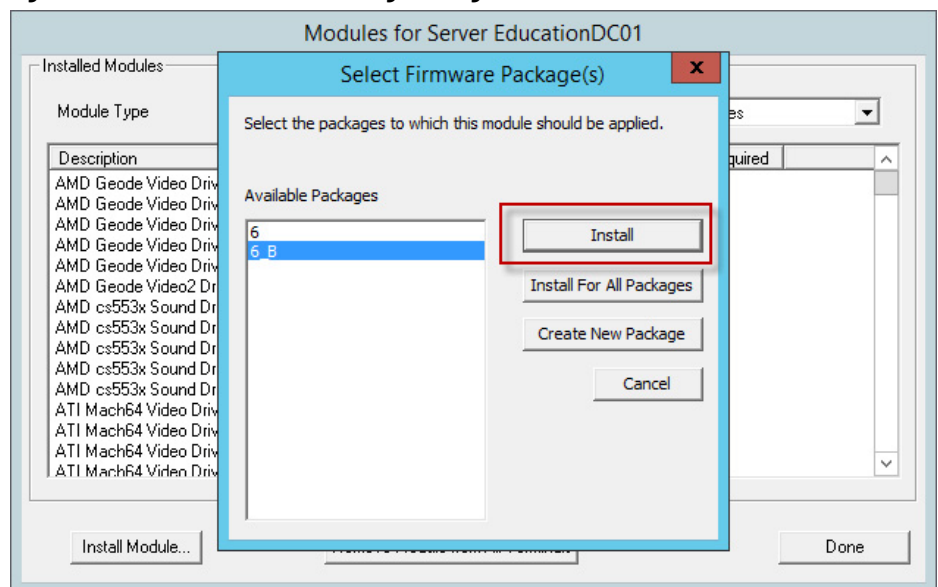 Modules for Server EducationDC01
Installed Modules
Select Firmware Package(s)
x
Module Type
es
Select the packages to which this module should be applied.
Description
quired
AMD Geode Video Driv
AMD Geode Video Driv
AMD Geode Video Driv
AMD Geode Video Driv
AMD Geode Video Driv
AMD Geode Video2 Dr
AMD cs553x Sound Dr
AMD cs553x Sound Dr
AMD cs553x Sound Dr
AMD cs553x Sound Dr
AMD cs553x Sound Dr
ATI Mach64 Video Driv
ATI Mach64 Video Driv
ATI Mach64 Video Driv
ATI Mach64 Video Driv
Available Packages
6
6_B
Install
Install For All Packages
Create New Package
Cancel
Install Module...
Done